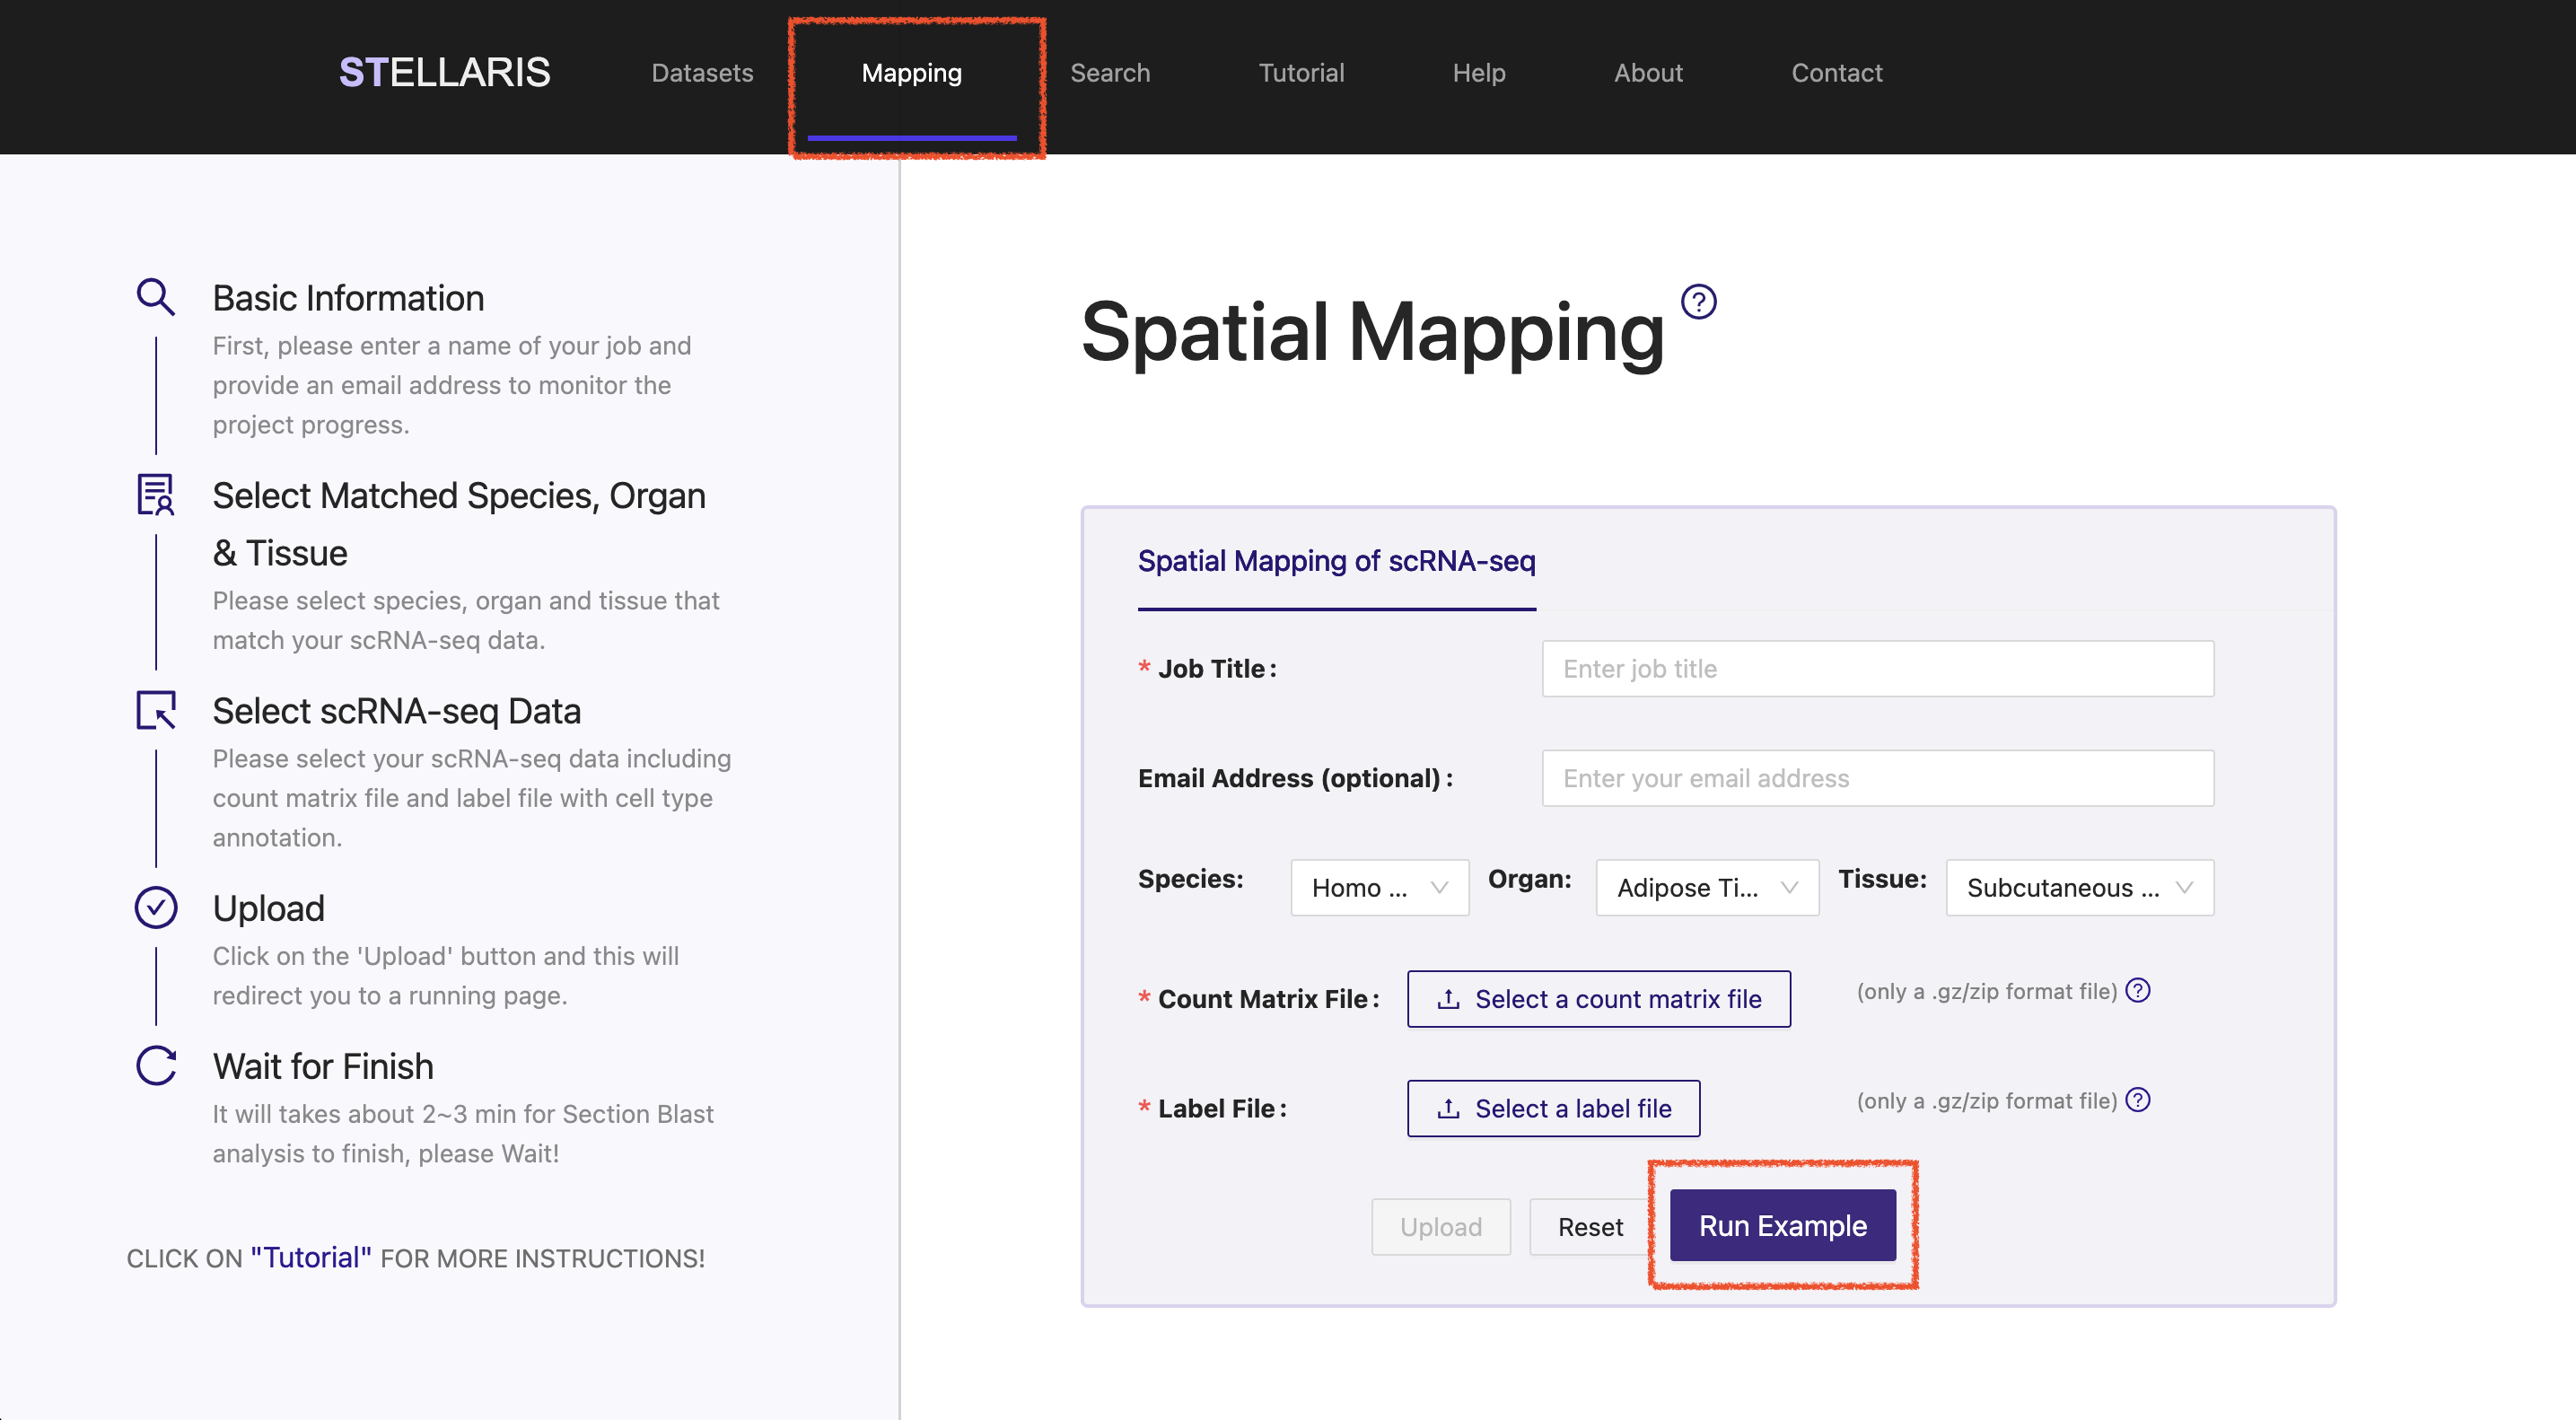 STELLARIS Datasets Mapping Search Tutorial Help About Contact
Basic Information
First, please enter a name of your job and
provide an email address to monitor the
project progress.
Select Matched Species, Organ
& Tissue
Please select species, organ and tissue that
match your scRNA-seq data.
Select scRNA-seq Data
Please select your scRNA-seq data including
count matrix file and label file with cell type
annotation.
Upload
Click on the 'Upload' button and this will
redirect you to a running page.
Wait for Finish
It will takes about 2~3 min for Section Blast
analysis to finish, please Wait!
CLICK ON "Tutorial" FOR MORE INSTRUCTIONS!
Spatial Mapping ?
Spatial Mapping of scRNA-seq
* Job Title : Enter job title
Email Address (optional) : Enter your email address
Species: Homo ... Organ: Adipose Ti... Tissue: Subcutaneous ...
* Count Matrix File : Select a count matrix file (only a .gz/zip format file) ?
* Label File : Select a label file (only a .gz/zip format file) ?
Upload Reset Run Example